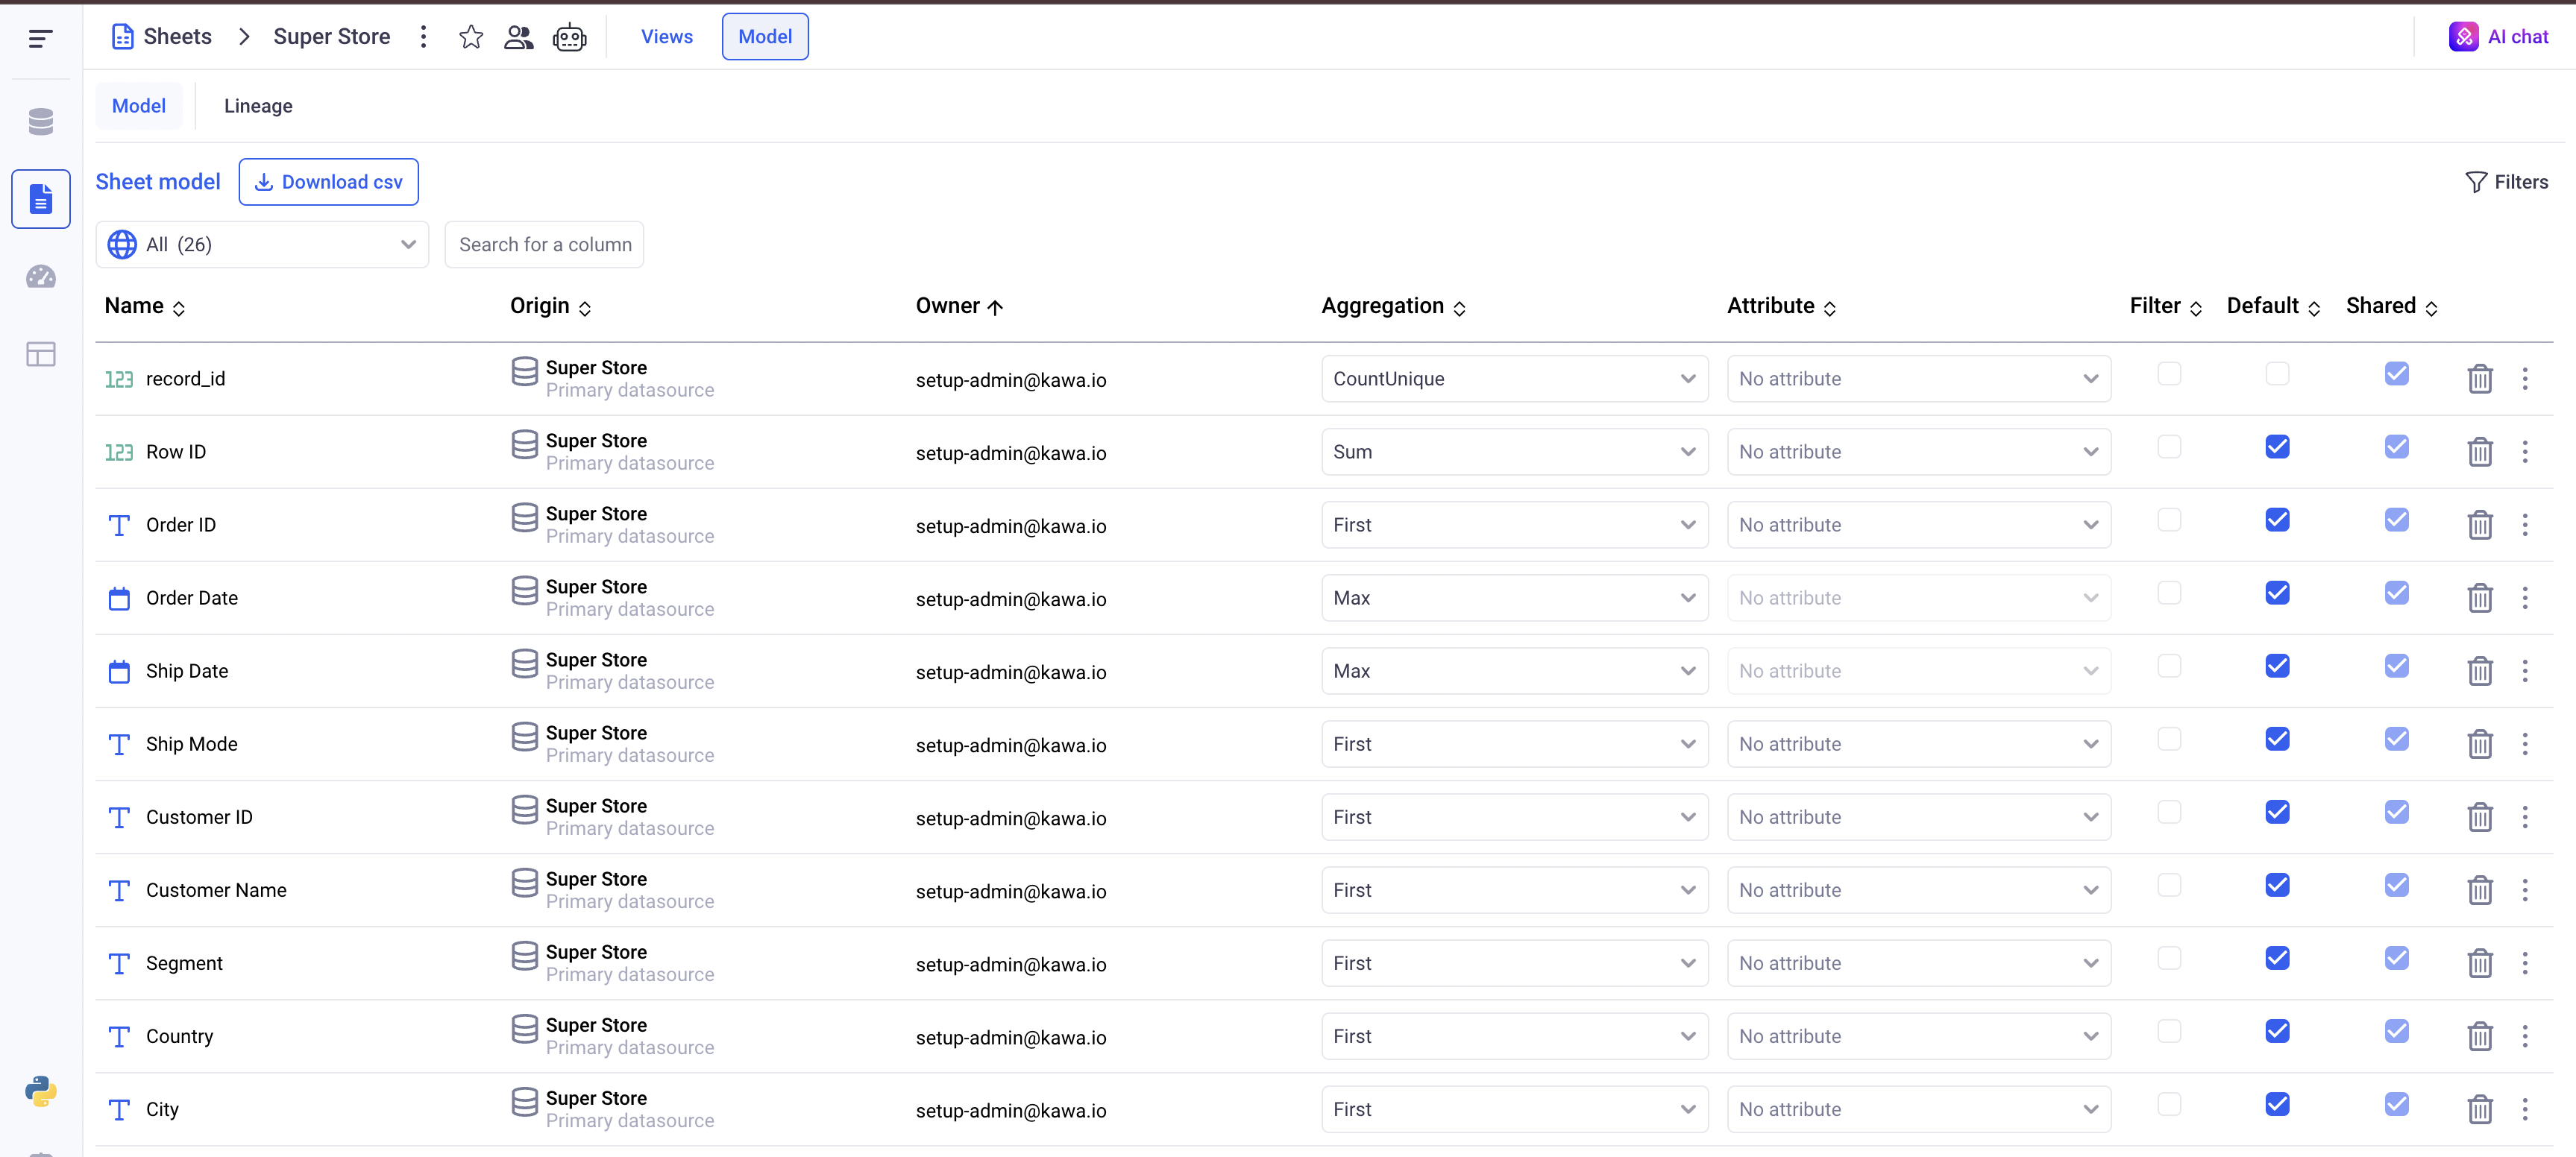 Sheets > Super Store Views Model AI chat
Model Lineage
Sheet model Download csv Filters
All (26) Search for a column
Name Origin Owner Aggregation Attribute Filter Default Shared
123 record_id Super Store Primary datasource setup-admin@kawa.io CountUnique No attribute
123 Row ID Super Store Primary datasource setup-admin@kawa.io Sum No attribute
T Order ID Super Store Primary datasource setup-admin@kawa.io First No attribute
Order Date Super Store Primary datasource setup-admin@kawa.io Max No attribute
Ship Date Super Store Primary datasource setup-admin@kawa.io Max No attribute
T Ship Mode Super Store Primary datasource setup-admin@kawa.io First No attribute
T Customer ID Super Store Primary datasource setup-admin@kawa.io First No attribute
T Customer Name Super Store Primary datasource setup-admin@kawa.io First No attribute
T Segment Super Store Primary datasource setup-admin@kawa.io First No attribute
T Country Super Store Primary datasource setup-admin@kawa.io First No attribute
T City Super Store Primary datasource setup-admin@kawa.io First No attribute